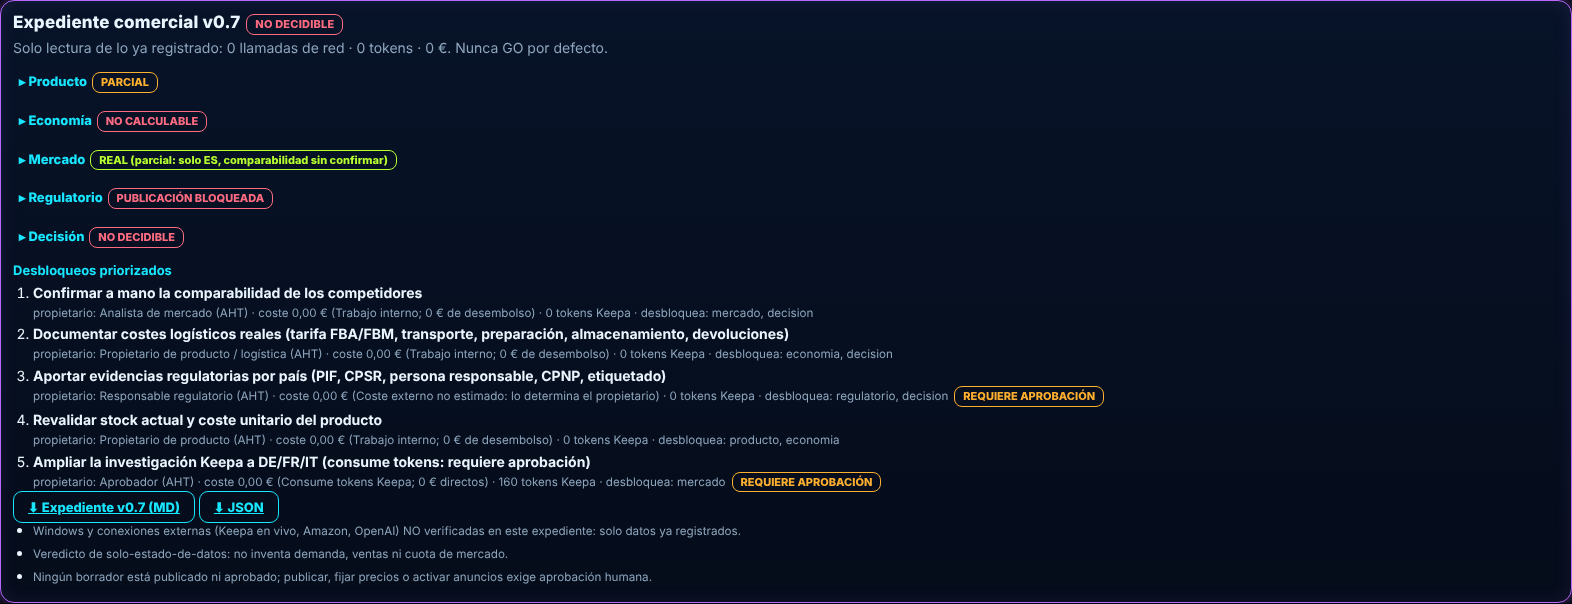 Expediente comercial v0.7 NO DECIDIBLE
Solo lectura de lo ya registrado: 0 llamadas de red · 0 tokens · 0 €. Nunca GO por defecto.
▸ Producto PARCIAL
▸ Economía NO CALCULABLE
▸ Mercado REAL (parcial: solo ES, comparabilidad sin confirmar)
▸ Regulatorio PUBLICACIÓN BLOQUEADA
▸ Decisión NO DECIDIBLE
Desbloqueos priorizados
1. Confirmar a mano la comparabilidad de los competidores
propietario: Analista de mercado (AHT) · coste 0,00 € (Trabajo interno; 0 € de desembolso) · 0 tokens Keepa · desbloquea: mercado, decision
2. Documentar costes logísticos reales (tarifa FBA/FBM, transporte, preparación, almacenamiento, devoluciones)
propietario: Propietario de producto / logística (AHT) · coste 0,00 € (Trabajo interno; 0 € de desembolso) · 0 tokens Keepa · desbloquea: economia, decision
3. Aportar evidencias regulatorias por país (PIF, CPSR, persona responsable, CPNP, etiquetado)
propietario: Responsable regulatorio (AHT) · coste 0,00 € (Coste externo no estimado: lo determina el propietario) · 0 tokens Keepa · desbloquea: regulatorio, decision REQUIERE APROBACIÓN
4. Revalidar stock actual y coste unitario del producto
propietario: Propietario de producto (AHT) · coste 0,00 € (Trabajo interno; 0 € de desembolso) · 0 tokens Keepa · desbloquea: producto, economia
5. Ampliar la investigación Keepa a DE/FR/IT (consume tokens: requiere aprobación)
propietario: Aprobador (AHT) · coste 0,00 € (Consume tokens Keepa; 0 € directos) · 160 tokens Keepa · desbloquea: mercado REQUIERE APROBACIÓN
⬇ Expediente v0.7 (MD) ⬇ JSON
• Windows y conexiones externas (Keepa en vivo, Amazon, OpenAI) NO verificadas en este expediente: solo datos ya registrados.
• Veredicto de solo-estado-de-datos: no inventa demanda, ventas ni cuota de mercado.
• Ningún borrador está publicado ni aprobado; publicar, fijar precios o activar anuncios exige aprobación humana.